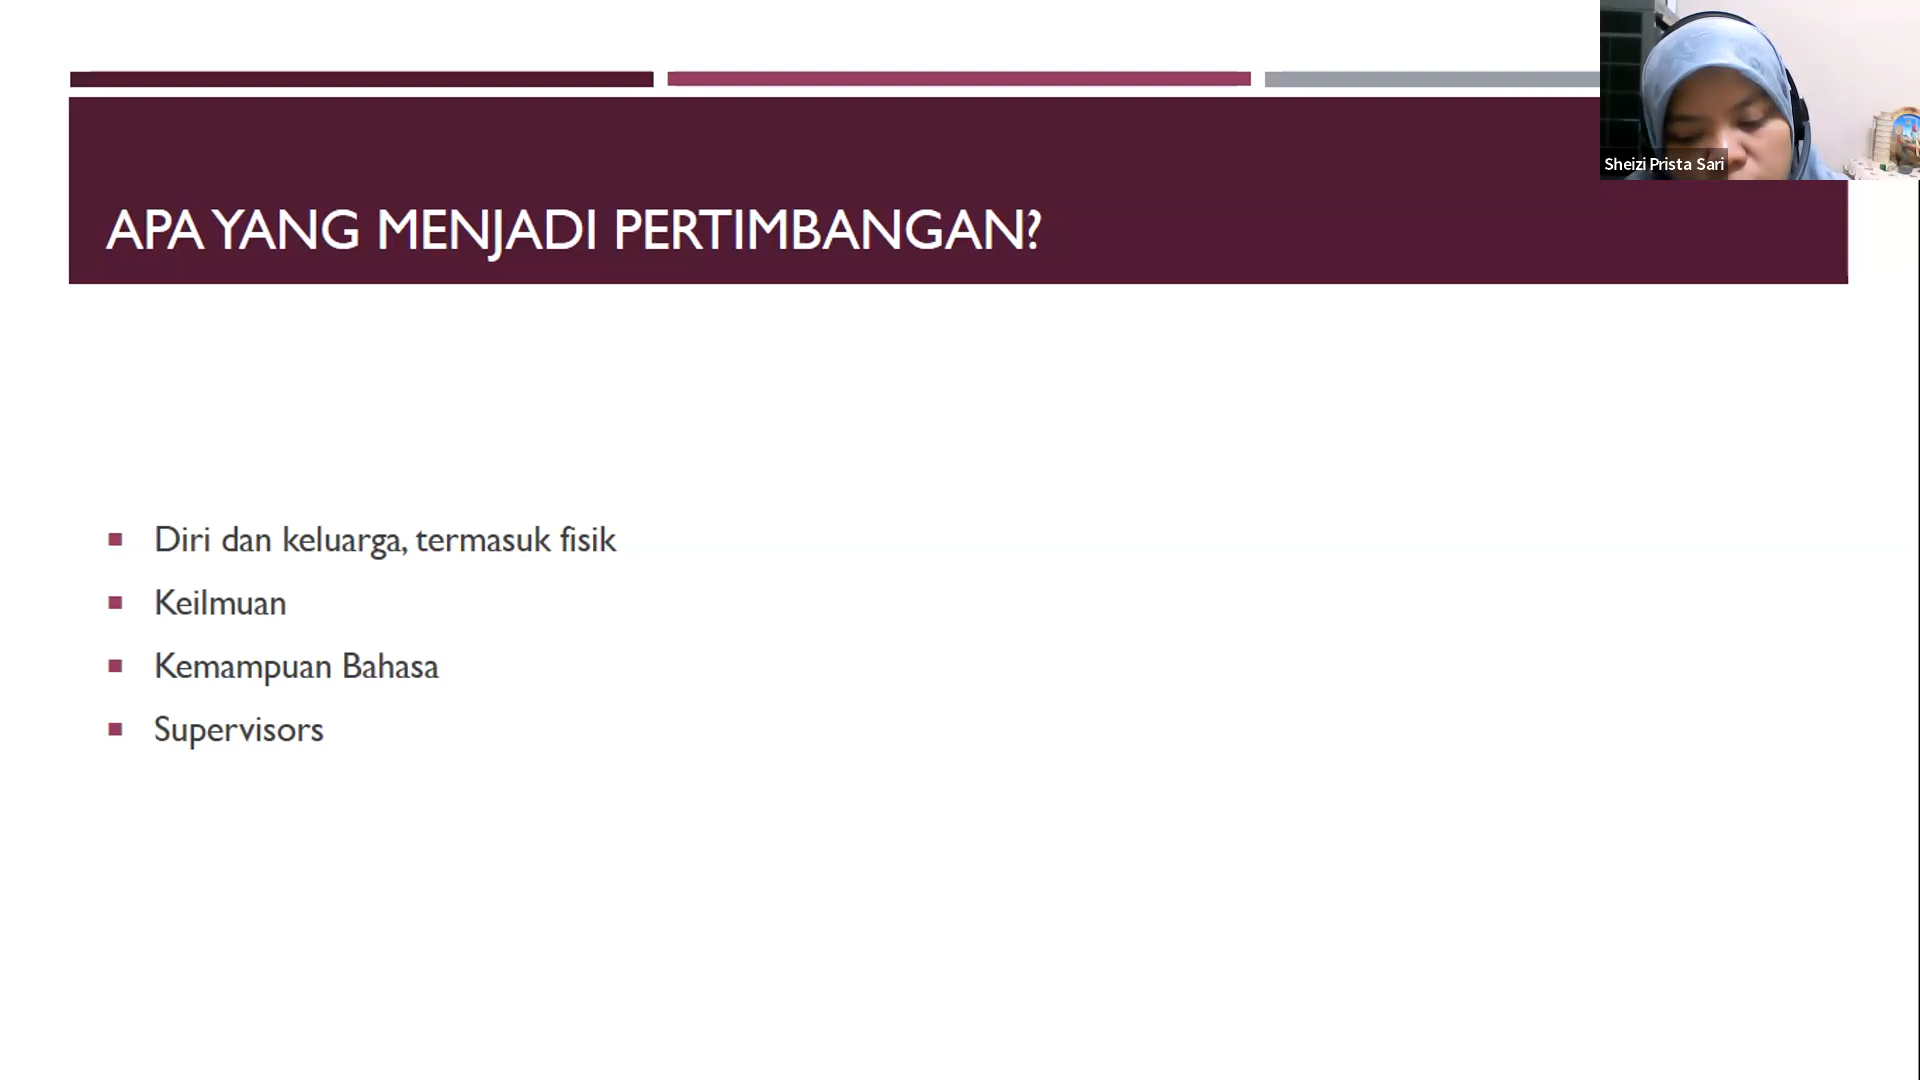 Sheizi Prista Sari
APA YANG MENJADI PERTIMBANGAN?
Diri dan keluarga, termasuk fisik
Keilmuan
Kemampuan Bahasa
Supervisors